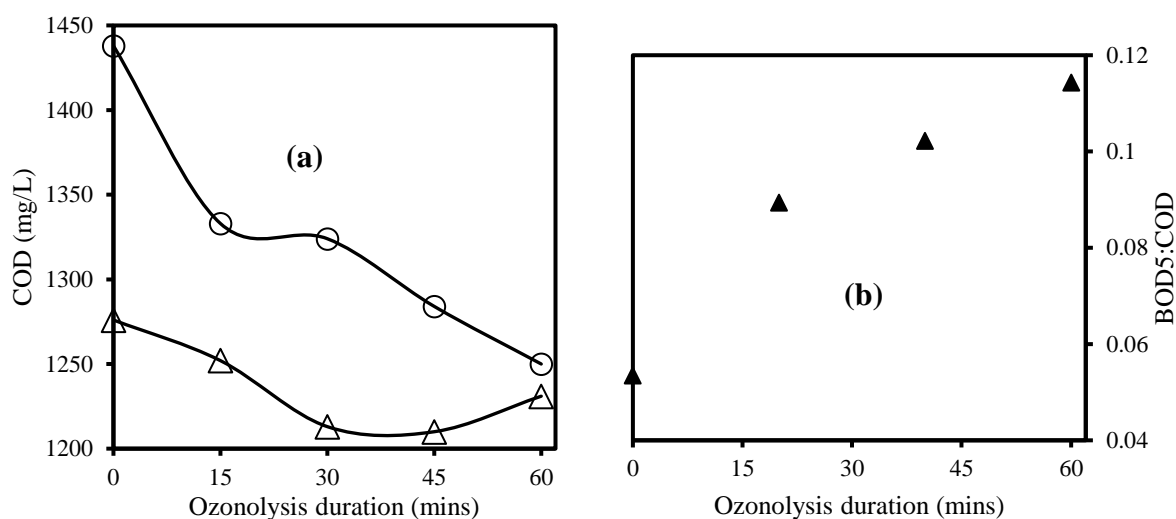 1450
1400
1350
1300
1250
1200
COD (mg/L)
(a)
0 15 30 45 60
Ozonolysis duration (mins)
0.12
0.1
0.08
0.06
0.04
BOD5:COD
(b)
0 15 30 45 60
Ozonolysis duration (mins)